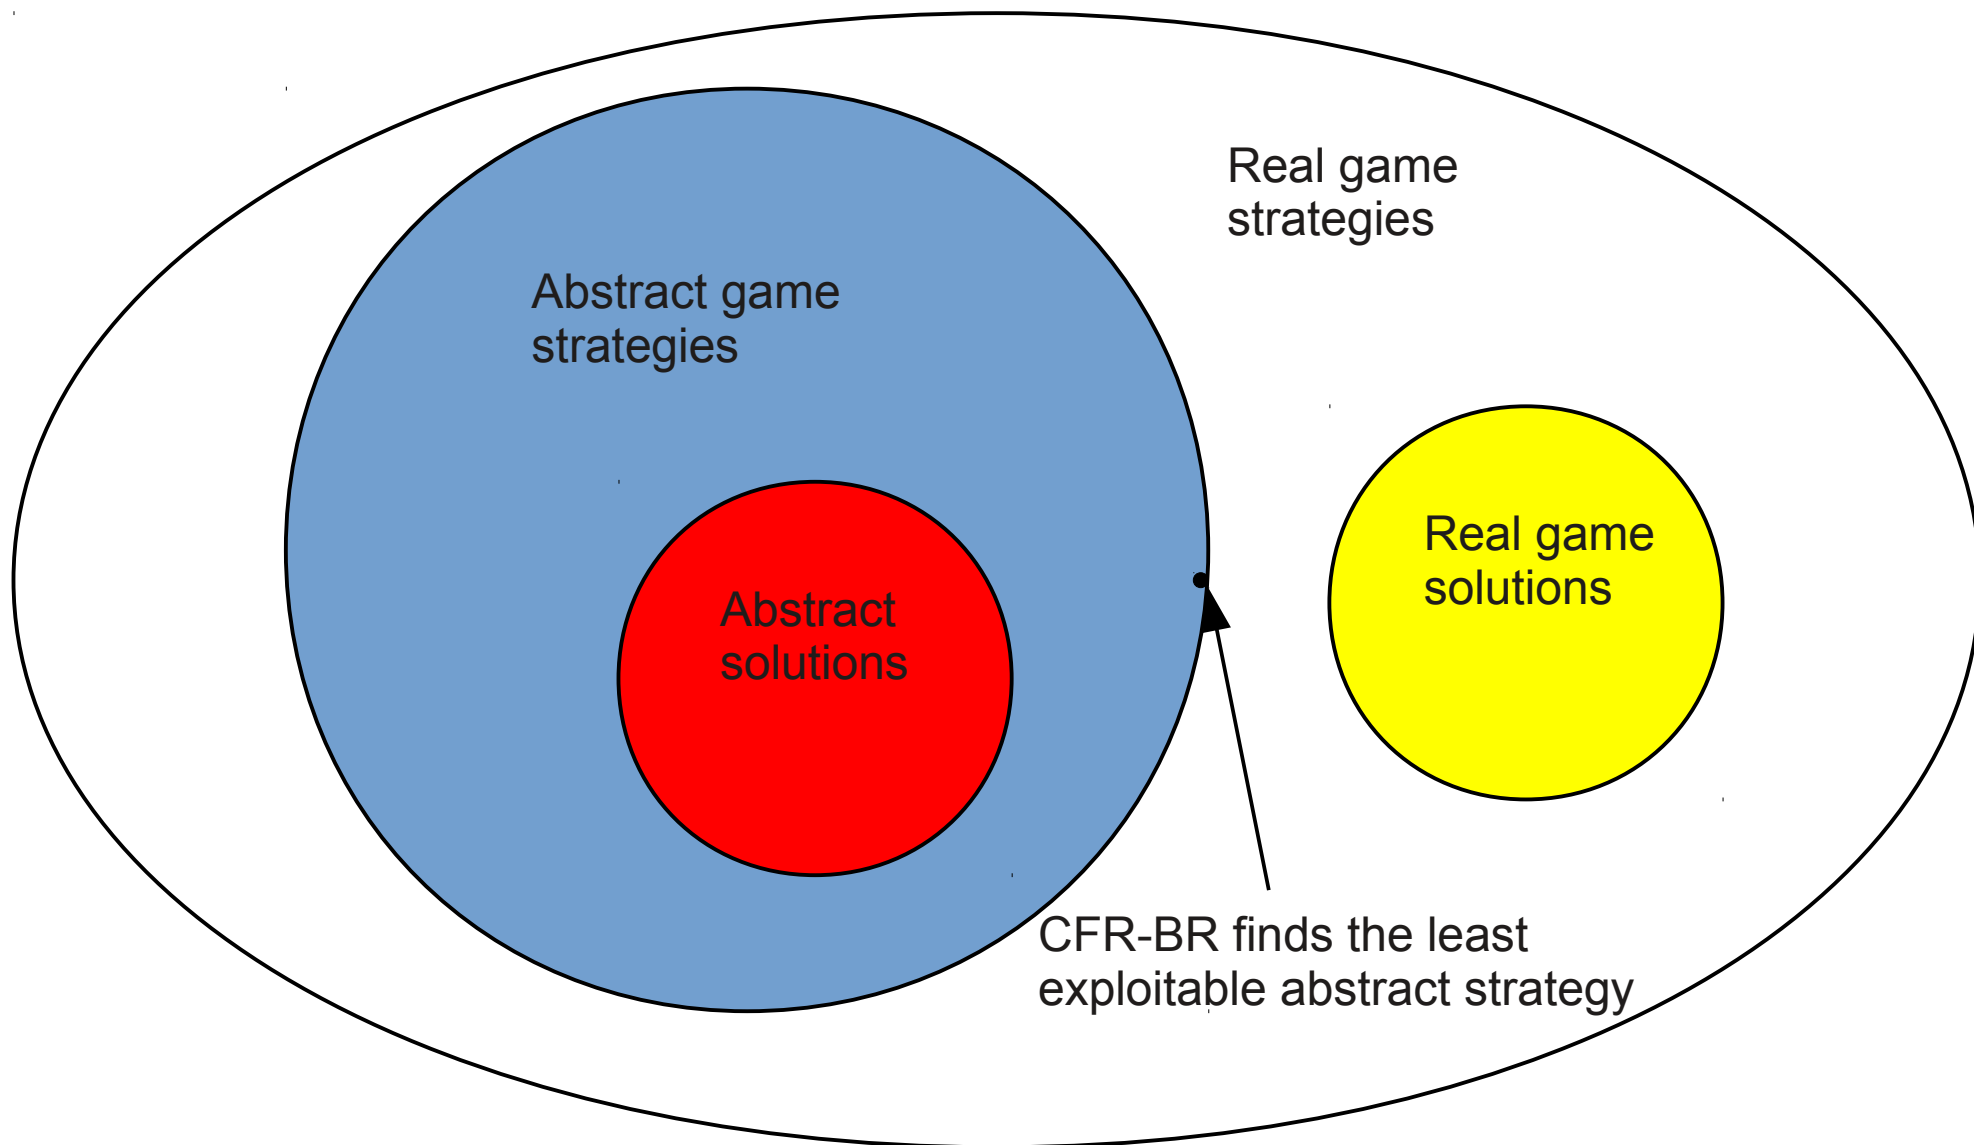 Real game
strategies
Abstract game
strategies
Real game
solutions
Abstract
solutions
CFR-BR finds the least
exploitable abstract strategy